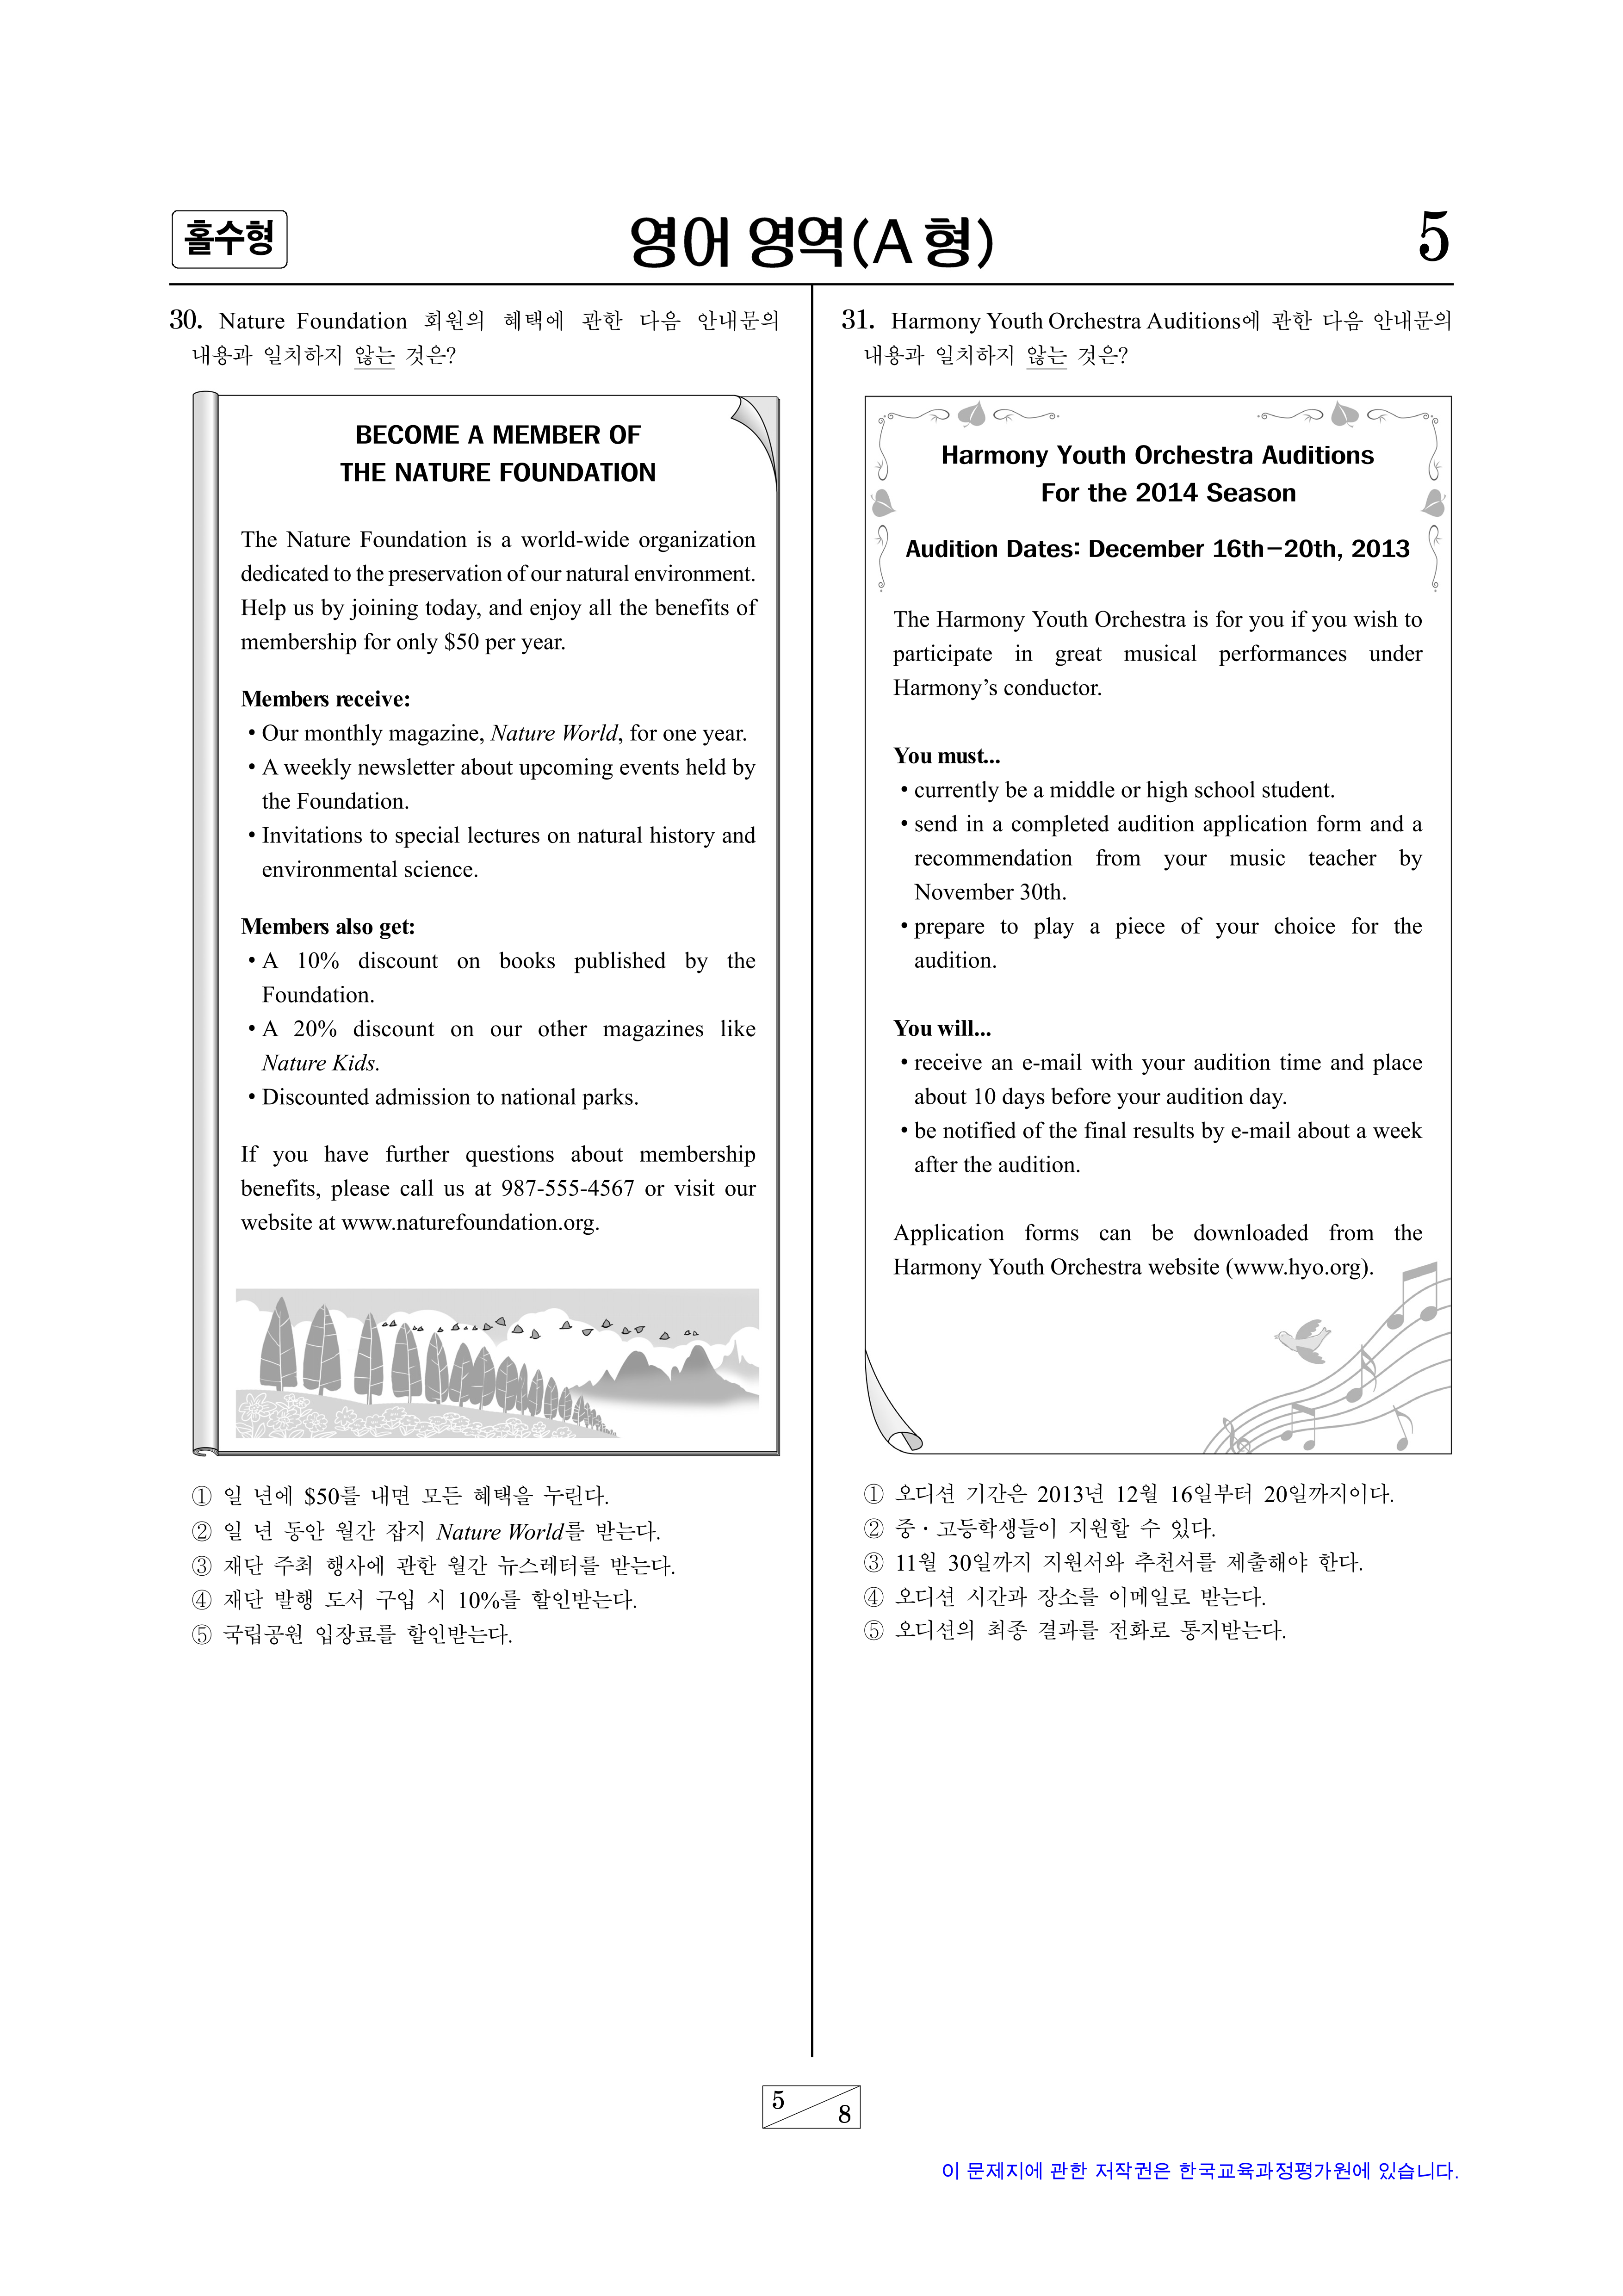 홀수형
영어 영역(A 형)
5
30. Nature Foundation 회원의 혜택에 관한 다음 안내문의
내용과 일치하지 않는 것은?
BECOME A MEMBER OF
THE NATURE FOUNDATION
The Nature Foundation is a world-wide organization
dedicated to the preservation of our natural environment.
Help us by joining today, and enjoy all the benefits of
membership for only $50 per year.
Members receive:
• Our monthly magazine, Nature World, for one year.
• A weekly newsletter about upcoming events held by
the Foundation.
• Invitations to special lectures on natural history and
environmental science.
Members also get:
• A 10% discount on books published by the
Foundation.
• A 20% discount on our other magazines like
Nature Kids.
• Discounted admission to national parks.
If you have further questions about membership
benefits, please call us at 987-555-4567 or visit our
website at www.naturefoundation.org.
① 일 년에 $50를 내면 모든 혜택을 누린다.
② 일 년 동안 월간 잡지 Nature World를 받는다.
③ 재단 주최 행사에 관한 월간 뉴스레터를 받는다.
④ 재단 발행 도서 구입 시 10%를 할인받는다.
⑤ 국립공원 입장료를 할인받는다.
31. Harmony Youth Orchestra Auditions에 관한 다음 안내문의
내용과 일치하지 않는 것은?
Harmony Youth Orchestra Auditions
For the 2014 Season
Audition Dates: December 16th-20th, 2013
The Harmony Youth Orchestra is for you if you wish to
participate in great musical performances under
Harmony's conductor.
You must...
• currently be a middle or high school student.
• send in a completed audition application form and a
recommendation from your music teacher by
November 30th.
• prepare to play a piece of your choice for the
audition.
You will...
• receive an e-mail with your audition time and place
about 10 days before your audition day.
• be notified of the final results by e-mail about a week
after the audition.
Application forms can be downloaded from the
Harmony Youth Orchestra website (www.hyo.org).
① 오디션 기간은 2013년 12월 16일부터 20일까지이다.
② 중·고등학생들이 지원할 수 있다.
③ 11월 30일까지 지원서와 추천서를 제출해야 한다.
④ 오디션 시간과 장소를 이메일로 받는다.
⑤ 오디션의 최종 결과를 전화로 통지받는다.
5
8
이 문제지에 관한 저작권은 한국교육과정평가원에 있습니다.